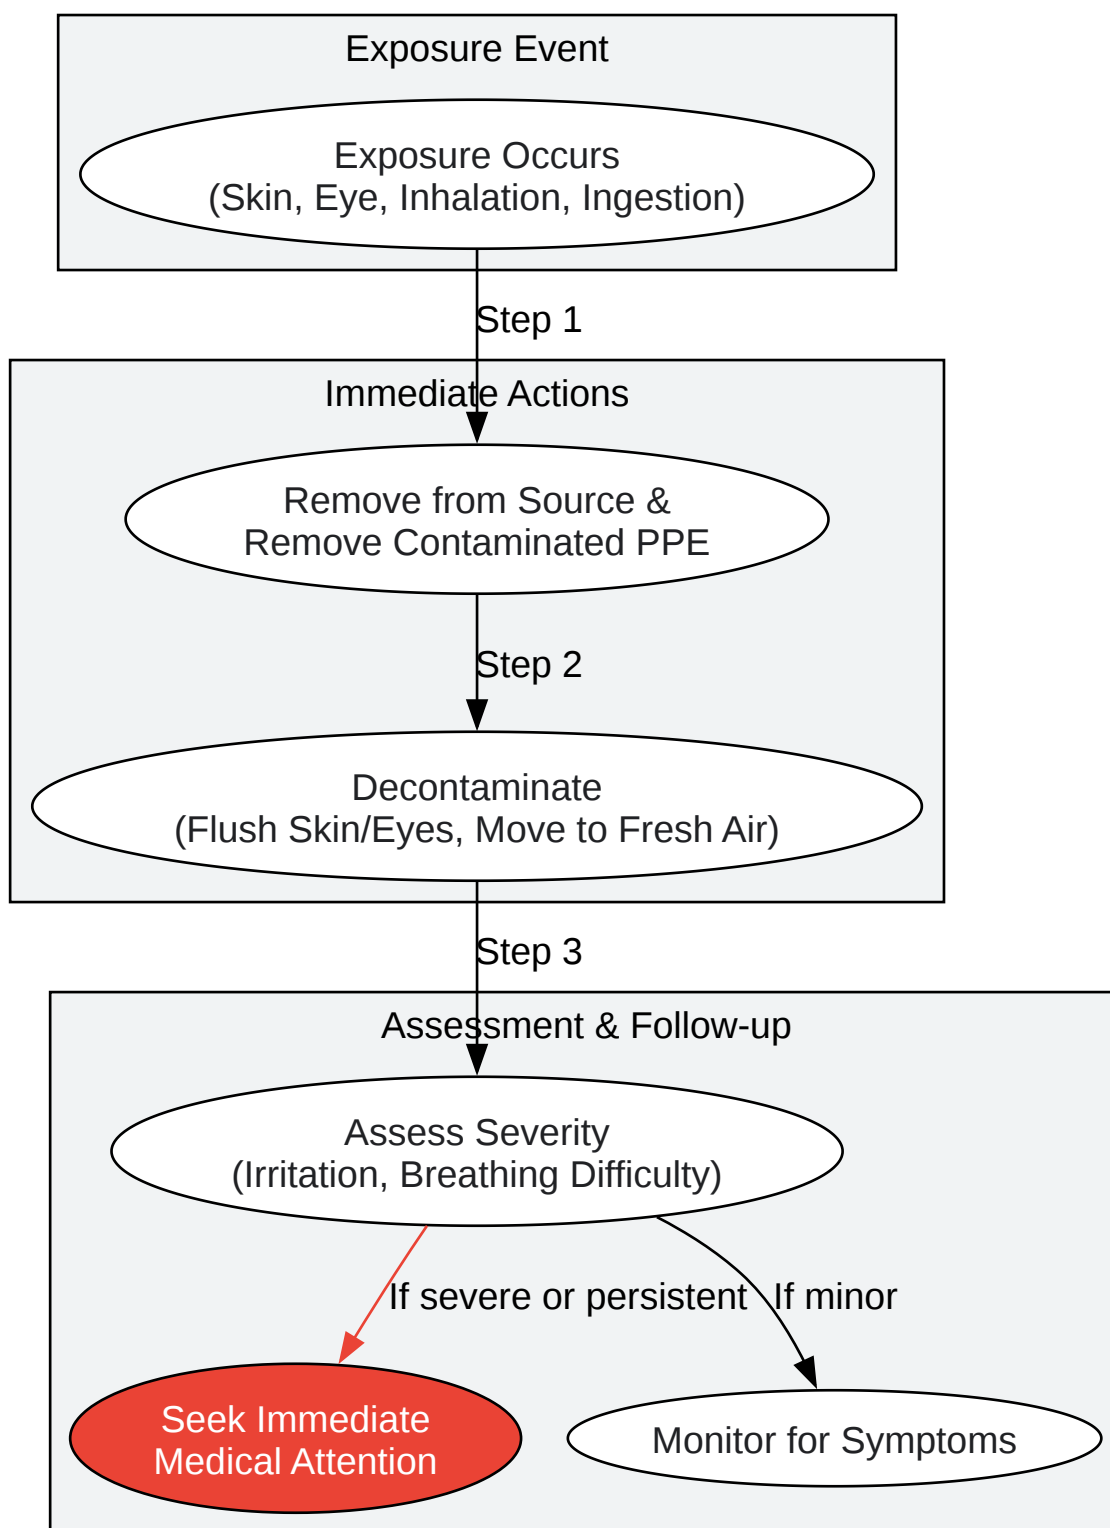 Exposure Event
Exposure Occurs
(Skin, Eye, Inhalation, Ingestion)
Step 1
Immediate Actions
Remove from Source &
Remove Contaminated PPE
Step 2
Decontaminate
(Flush Skin/Eyes, Move to Fresh Air)
Step 3
Assessment & Follow-up
Assess Severity
(Irritation, Breathing Difficulty)
If severe or persistent
If minor
Seek Immediate
Medical Attention
Monitor for Symptoms